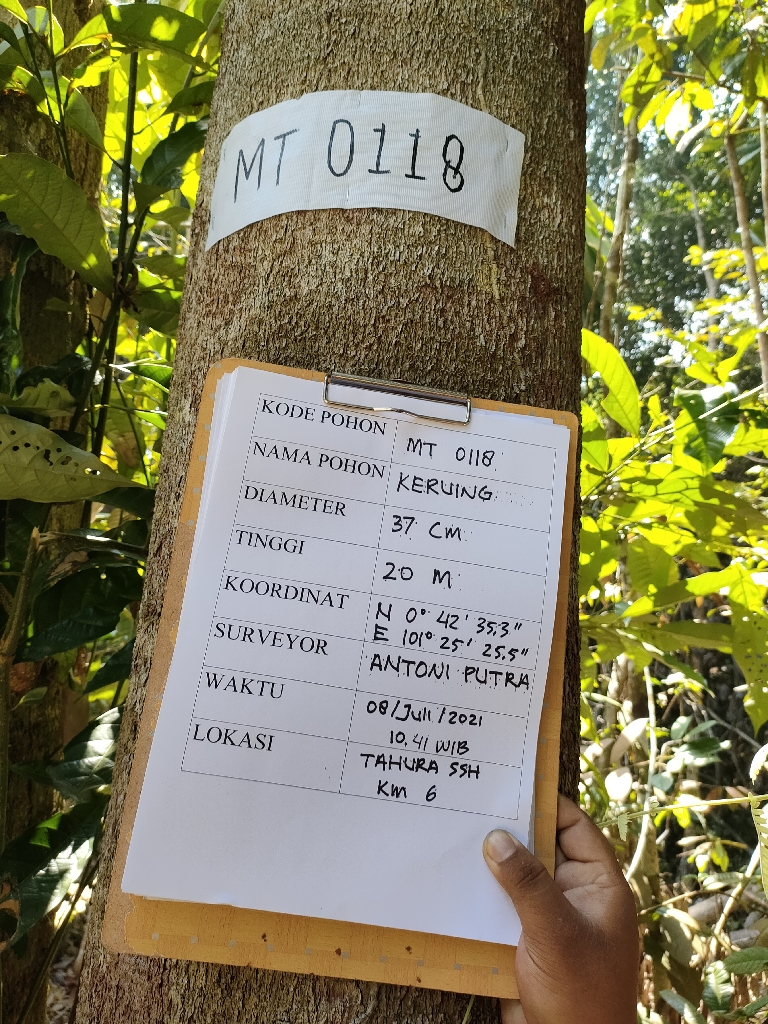 MT 0118
KODE POHON MT 0118
NAMA POHON KERUING
DIAMETER 37 CM
TINGGI 20 M
KOORDINAT N 0° 42' 35,3"
E 101° 25' 25.5"
SURVEYOR ANTONI PUTRA
WAKTU 08/Juli/2021
10.41 WIB
LOKASI TAHURA SSH
KM 6